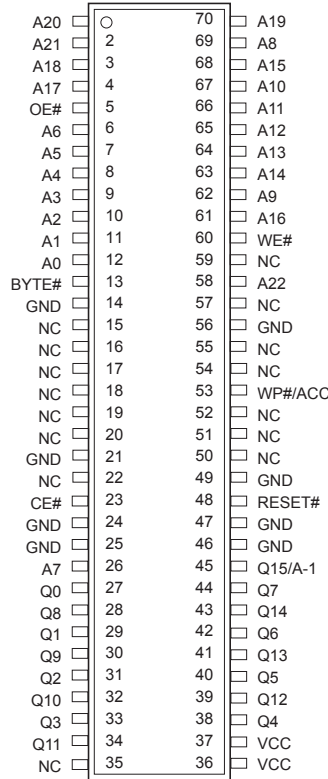 A20 70 A19
A21 2 69 A8
A18 3 68 A15
A17 4 67 A10
OE# 5 66 A11
A6 6 65 A12
A5 7 64 A13
A4 8 63 A14
A3 9 62 A9
A2 10 61 A16
A1 11 60 WE#
A0 12 59 NC
BYTE# 13 58 A22
GND 14 57 NC
NC 15 56 GND
NC 16 55 NC
NC 17 54 NC
NC 18 53 WP#/ACC
NC 19 52 NC
NC 20 51 NC
GND 21 50 NC
NC 22 49 GND
CE# 23 48 RESET#
GND 24 47 GND
GND 25 46 GND
A7 26 45 Q15/A-1
Q0 27 44 Q7
Q8 28 43 Q14
Q1 29 42 Q6
Q9 30 41 Q13
Q2 31 40 Q5
Q10 32 39 Q12
Q3 33 38 Q4
Q11 34 37 VCC
NC 35 36 VCC